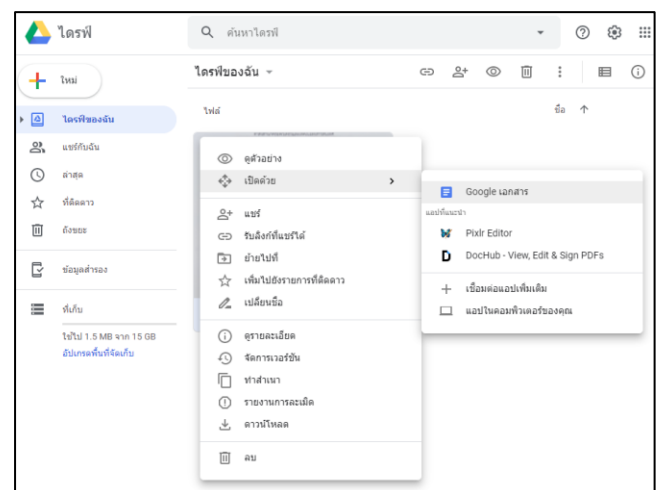 ไดรฟ์
ค้นหาไดรฟ์
ใหม่
ไดรฟ์ของฉัน
แชร์กับฉัน
ล่าสุด
ที่ติดดาว
ถังขยะ
ข้อมูลสำรอง
ที่เก็บ
ใช้ไป 1.5 MB จาก 15 GB
อัปเกรดพื้นที่จัดเก็บ
ไดรฟ์ของฉัน
ไฟล์
ชื่อ
ดูตัวอย่าง
เปิดด้วย
แชร์
รับลิงก์ที่แชร์ได้
ย้ายไปที่
เพิ่มไปยังรายการที่ติดดาว
เปลี่ยนชื่อ
ดูรายละเอียด
จัดการเวอร์ชัน
ทำสำเนา
รายงานการละเมิด
ดาวน์โหลด
ลบ
Google เอกสาร
แอปที่แนะนำ
Pixlr Editor
DocHub - View, Edit & Sign PDFs
เชื่อมต่อแอปเพิ่มเติม
แอปในคอมพิวเตอร์ของคุณ